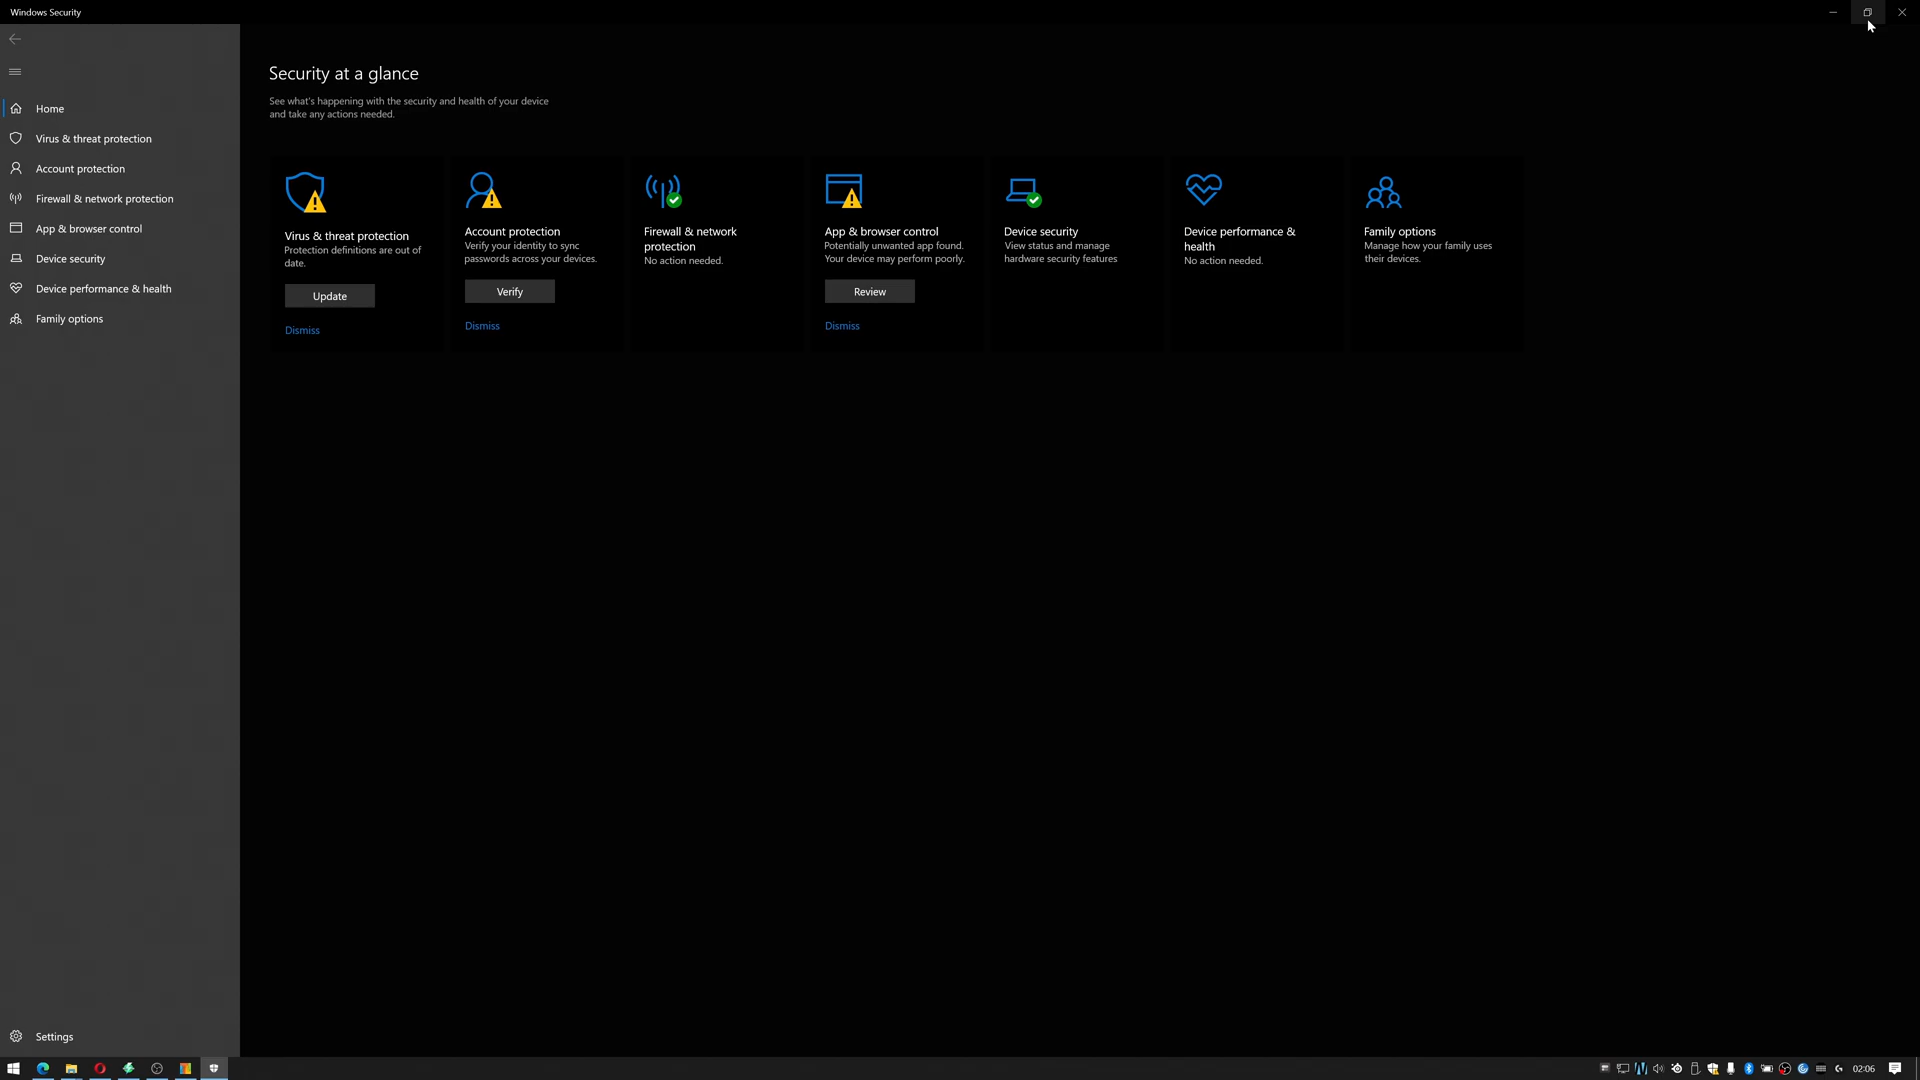 Windows Security
Home
Virus & threat protection
Account protection
Firewall & network protection
App & browser control
Device security
Device performance & health
Family options
Settings
Security at a glance
See what's happening with the security and health of your device
and take any actions needed.
Virus & threat protection
Protection definitions are out of
date.
Update
Dismiss
Account protection
Verify your identity to sync
passwords across your devices.
Verify
Dismiss
Firewall & network
protection
No action needed.
App & browser control
Potentially unwanted app found.
Your device may perform poorly.
Review
Dismiss
Device security
View status and manage
hardware security features
Device performance &
health
No action needed.
Family options
Manage how your family uses
their devices.
02:06